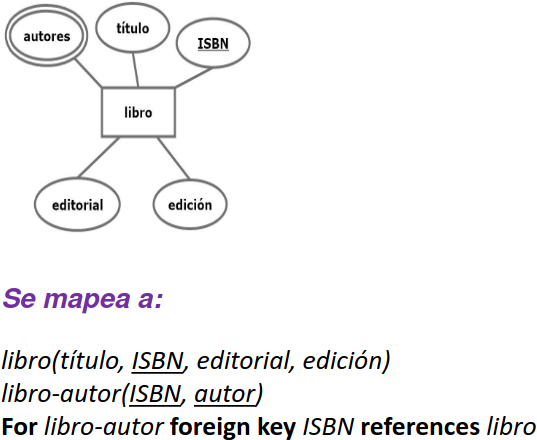 autores
título
ISBN
libro
editorial
edición
Se mapea a:
libro(título, ISBN, editorial, edición)
libro-autor(ISBN, autor)
For libro-autor foreign key ISBN references libro